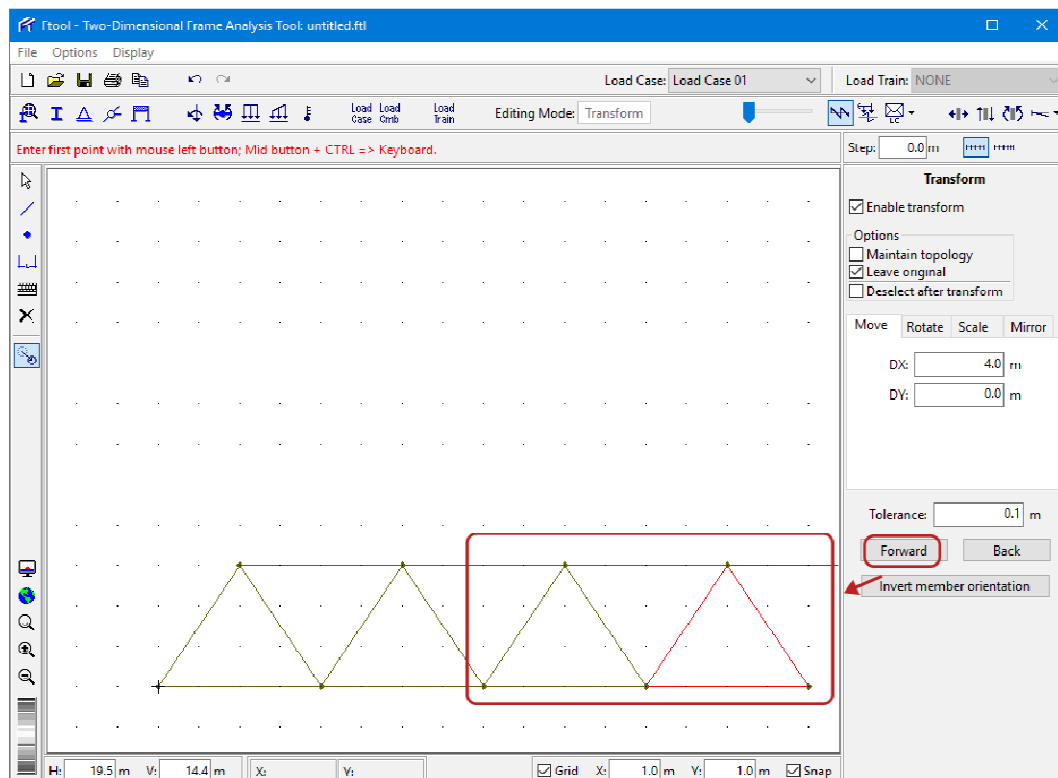 Ftool - Two-Dimensional Frame Analysis Tool: untitled.ftl
File Options Display
Load Case: Load Case 01 Load Train: NONE
Load Case Load Cmb Load Train Editing Mode: Transform LC
Enter first point with mouse left button; Mid button + CTRL => Keyboard.
Step: 0.0 m
Transform
Enable transform
Options
Maintain topology
Leave original
Deselect after transform
Move Rotate Scale Mirror
DX: 4.0 m
DY: 0.0 m
Tolerance: 0.1 m
Forward Back
Invert member orientation
H: 19.5 m V: 14.4 m X: Y: Grid X: 1.0 m Y: 1.0 m Snap